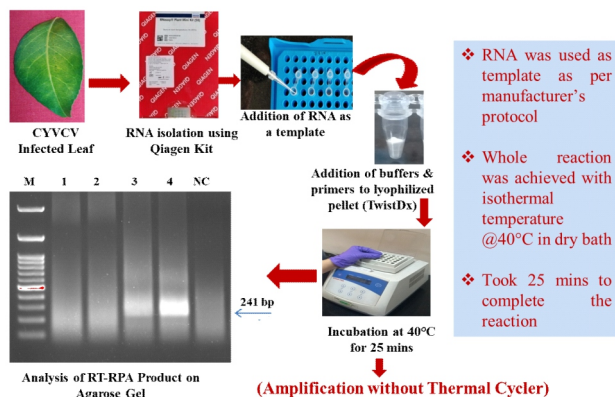 CYVCV
Infected Leaf
QIAGEN
RNA isolation using
Qiagen Kit
Addition of RNA as
a template
Addition of buffers &
primers to lyophilized
pellet (TwistDx)
Incubation at 40°C
for 25 mins
(Amplification without Thermal Cycler)
M 1 2 3 4 NC
241 bp
Analysis of RT-RPA Product on
Agarose Gel
❖ RNA was used as
template as per
manufacturer's
protocol
❖ Whole reaction
was achieved with
isothermal
temperature
@40°C in dry bath
❖ Took 25 mins to
complete the
reaction